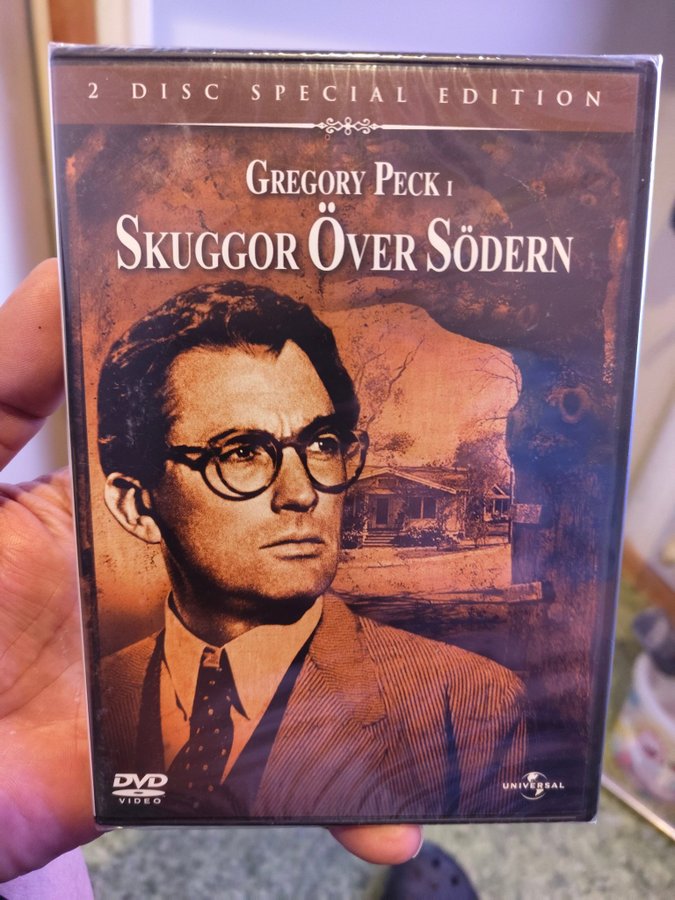 2 DISC SPECIAL EDITION
GREGORY PECK I
SKUGGOR ÖVER SÖDERN
DVD
VIDEO
UNIVERSAL